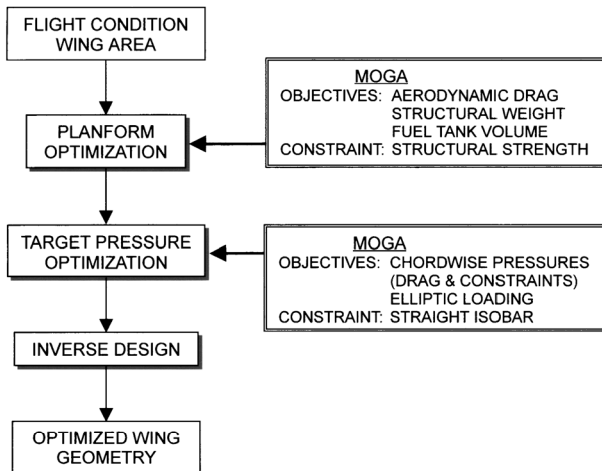 FLIGHT CONDITION
WING AREA
MOGA
OBJECTIVES: AERODYNAMIC DRAG
STRUCTURAL WEIGHT
FUEL TANK VOLUME
CONSTRAINT: STRUCTURAL STRENGTH
PLANFORM
OPTIMIZATION
MOGA
OBJECTIVES: CHORDWISE PRESSURES
(DRAG & CONSTRAINTS)
ELLIPTIC LOADING
CONSTRAINT: STRAIGHT ISOBAR
TARGET PRESSURE
OPTIMIZATION
INVERSE DESIGN
OPTIMIZED WING
GEOMETRY